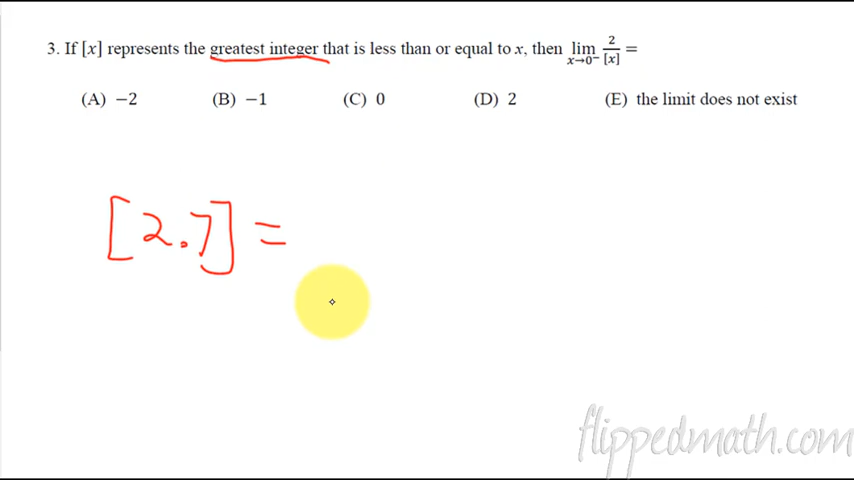 3. If [x] represents the greatest integer that is less than or equal to x, then lim x→0⁻ 2/[x] =
(A) −2 (B) −1 (C) 0 (D) 2 (E) the limit does not exist
[2.7] =
flippedmath.com